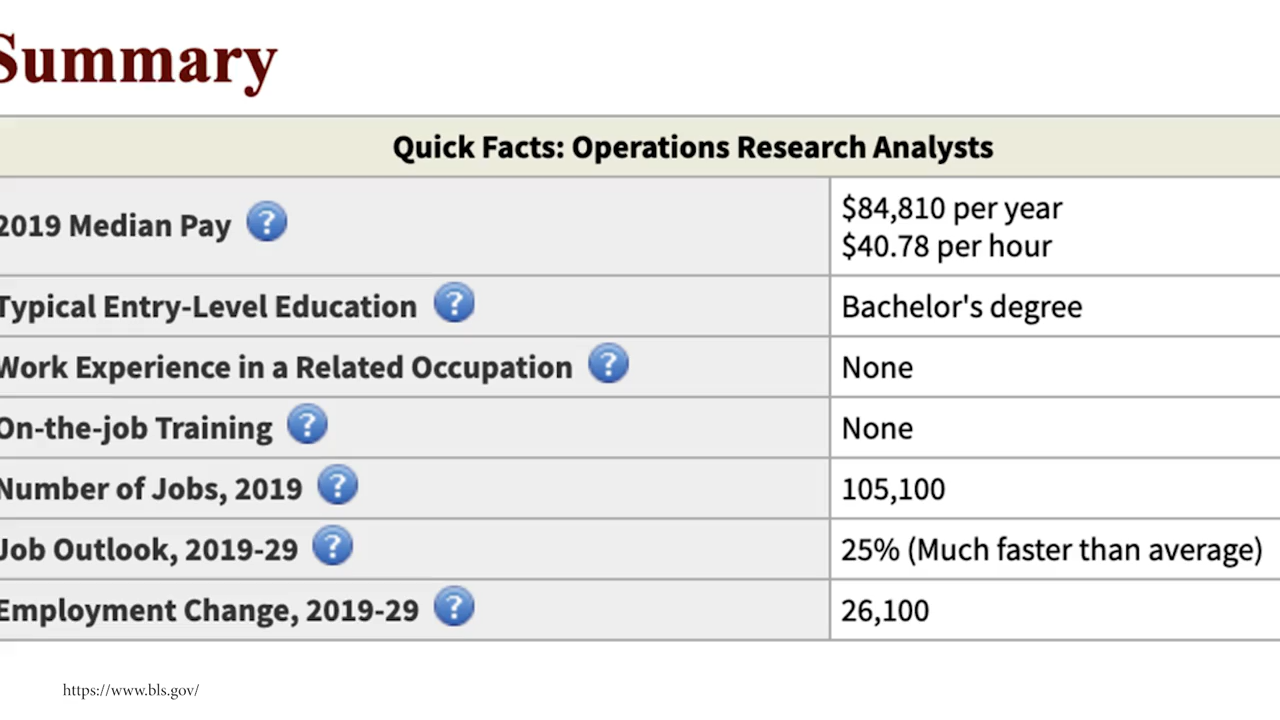 Summary
Quick Facts: Operations Research Analysts
2019 Median Pay ?
$84,810 per year
$40.78 per hour
Typical Entry-Level Education ?
Bachelor's degree
Work Experience in a Related Occupation ?
None
On-the-job Training ?
None
Number of Jobs, 2019 ?
105,100
Job Outlook, 2019-29 ?
25% (Much faster than average)
Employment Change, 2019-29 ?
26,100
https://www.bls.gov/